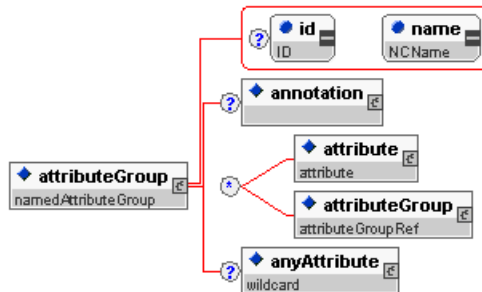 ? id name
ID NCName
? annotation
attribute
attribute
attributeGroup
namedAttributeGroup
*
attributeGroup
attributeGroupRef
? anyAttribute
wildcard